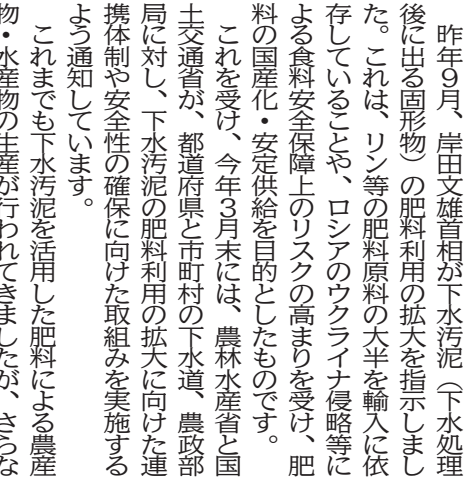 昨年９月、岸田文雄首相が下水汚泥（下水処理
後に出る固形物）の肥料利用の拡大を指示しまし
た。これは、リン等の肥料原料の大半を輸入に依
存していることや、ロシアのウクライナ侵略等に
よる食料安全保障上のリスクの高まりを受け、肥
料の国産化・安定供給を目的としたものです。
　これを受け、今年３月末には、農林水産省と国
土交通省が、都道府県と市町村の下水道、農政部
局に対し、下水汚泥の肥料利用の拡大に向けた連
携体制や安全性の確保に向けた取組みを実施する
よう通知しています。
　これまでも下水汚泥を活用した肥料による農産
物・水産物の生産が行われてきましたが、さらな